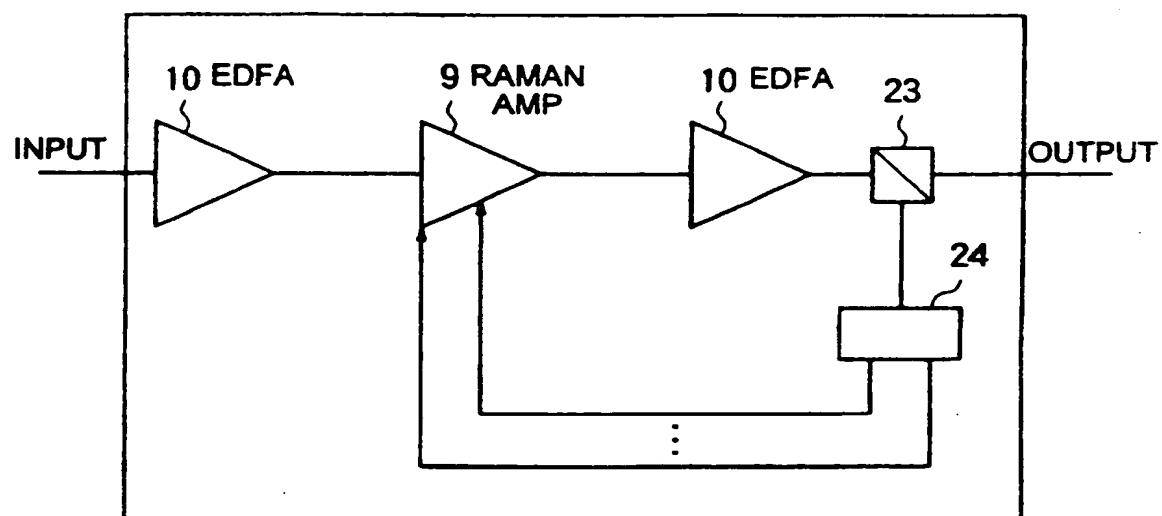 10 EDFA
9 RAMAN
AMP
10 EDFA
23
INPUT
OUTPUT
24